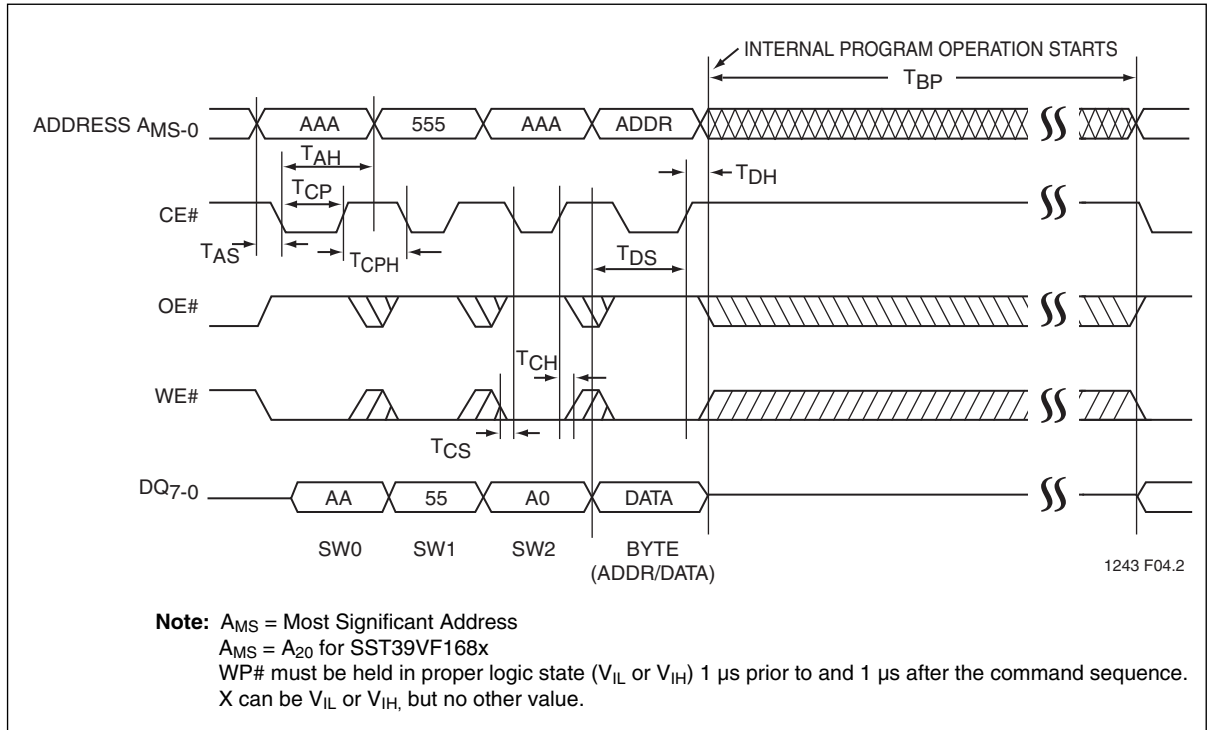 INTERNAL PROGRAM OPERATION STARTS
TBP
ADDRESS AMS-0
AAA 555 AAA ADDR
TAH
TDH
TCP
CE#
TAS
TCPH
TDS
OE#
TCH
WE#
TCS
DQ7-0
AA 55 A0 DATA
SW0 SW1 SW2 BYTE
(ADDR/DATA)
1243 F04.2
Note: AMS = Most Significant Address
AMS = A20 for SST39VF168x
WP# must be held in proper logic state (VIL or VIH) 1 µs prior to and 1 µs after the command sequence.
X can be VIL or VIH, but no other value.